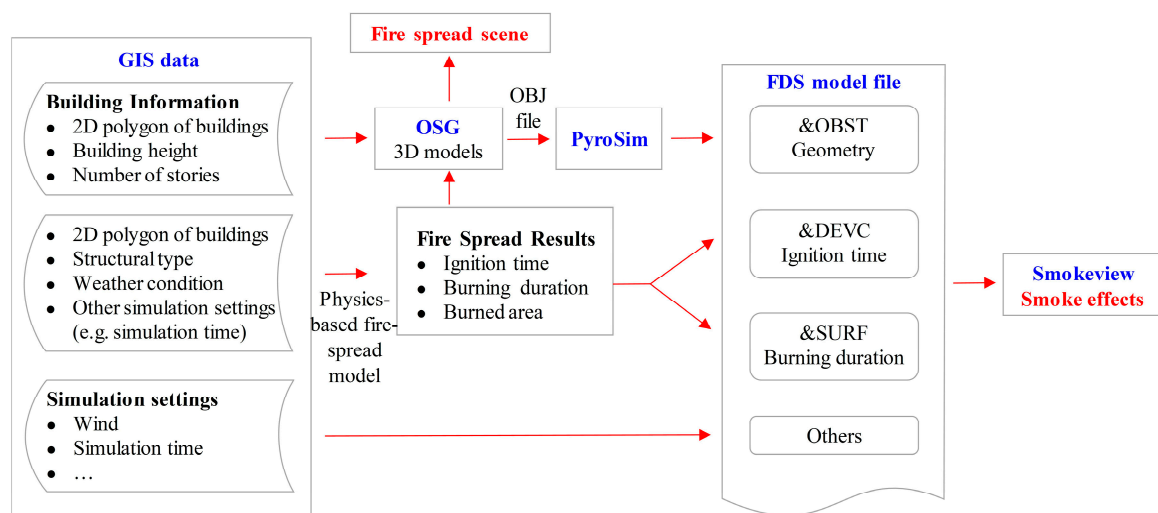 Fire spread scene
GIS data
Building Information
● 2D polygon of buildings
● Building height
● Number of stories
● 2D polygon of buildings
● Structural type
● Weather condition
● Other simulation settings
(e.g. simulation time)
Simulation settings
● Wind
● Simulation time
● …
OSG
3D models
OBJ
file
PyroSim
Physics-
based fire-
spread
model
Fire Spread Results
● Ignition time
● Burning duration
● Burned area
FDS model file
&OBST
Geometry
&DEVC
Ignition time
&SURF
Burning duration
Others
Smokeview
Smoke effects